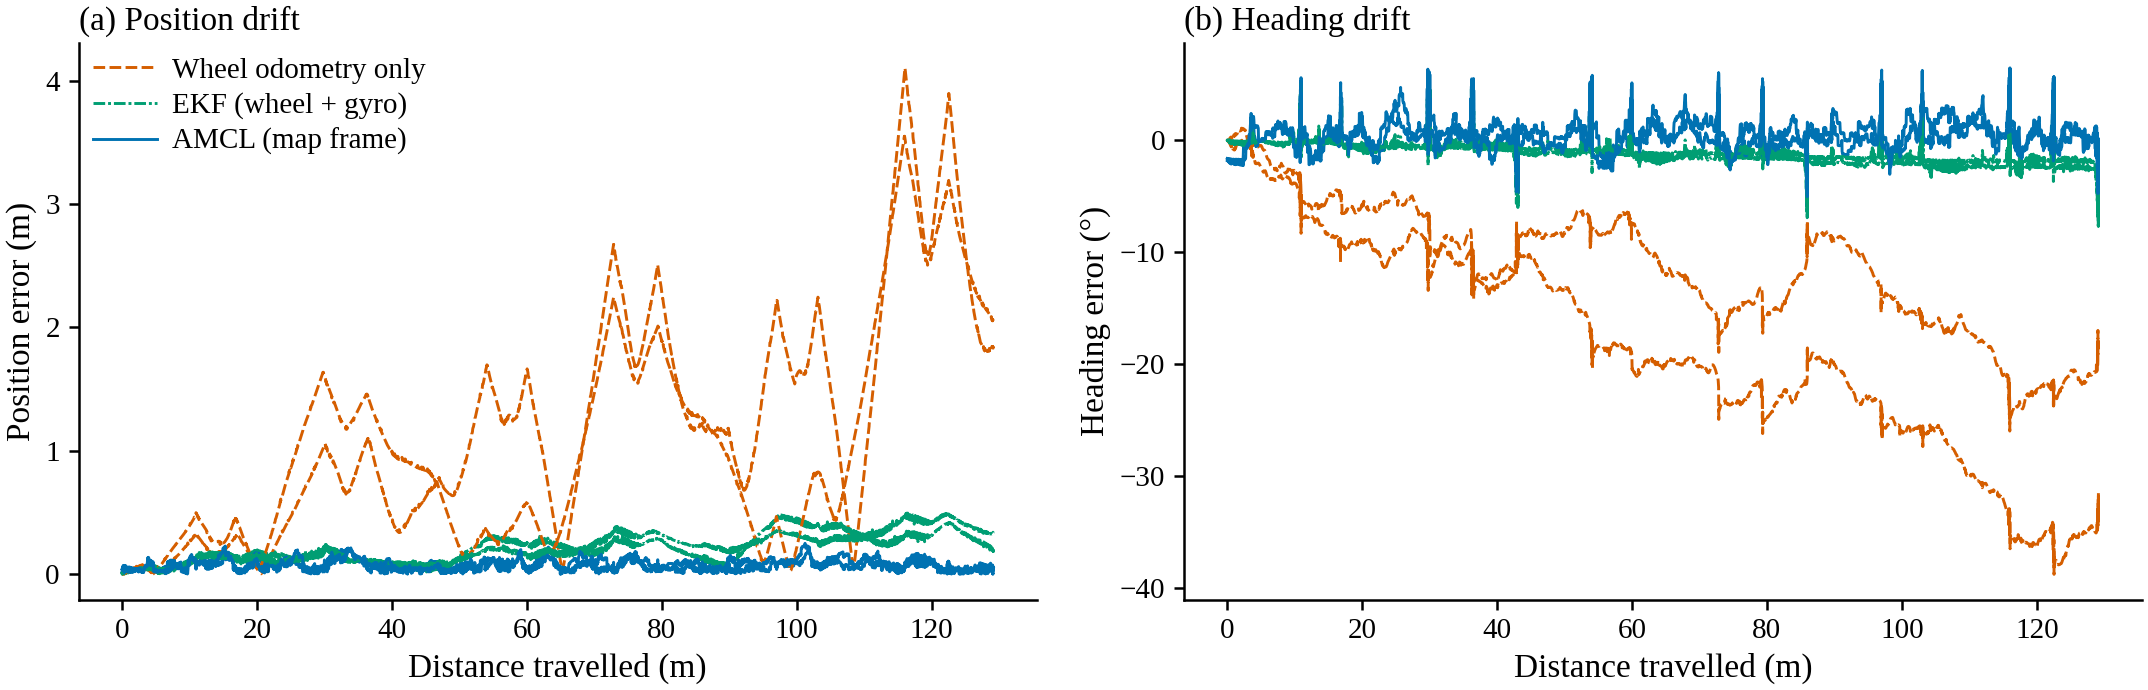 (a) Position drift
Wheel odometry only
EKF (wheel + gyro)
AMCL (map frame)
Position error (m)
4
3
2
1
0
0 20 40 60 80 100 120
Distance travelled (m)
(b) Heading drift
Heading error (°)
0
−10
−20
−30
−40
0 20 40 60 80 100 120
Distance travelled (m)